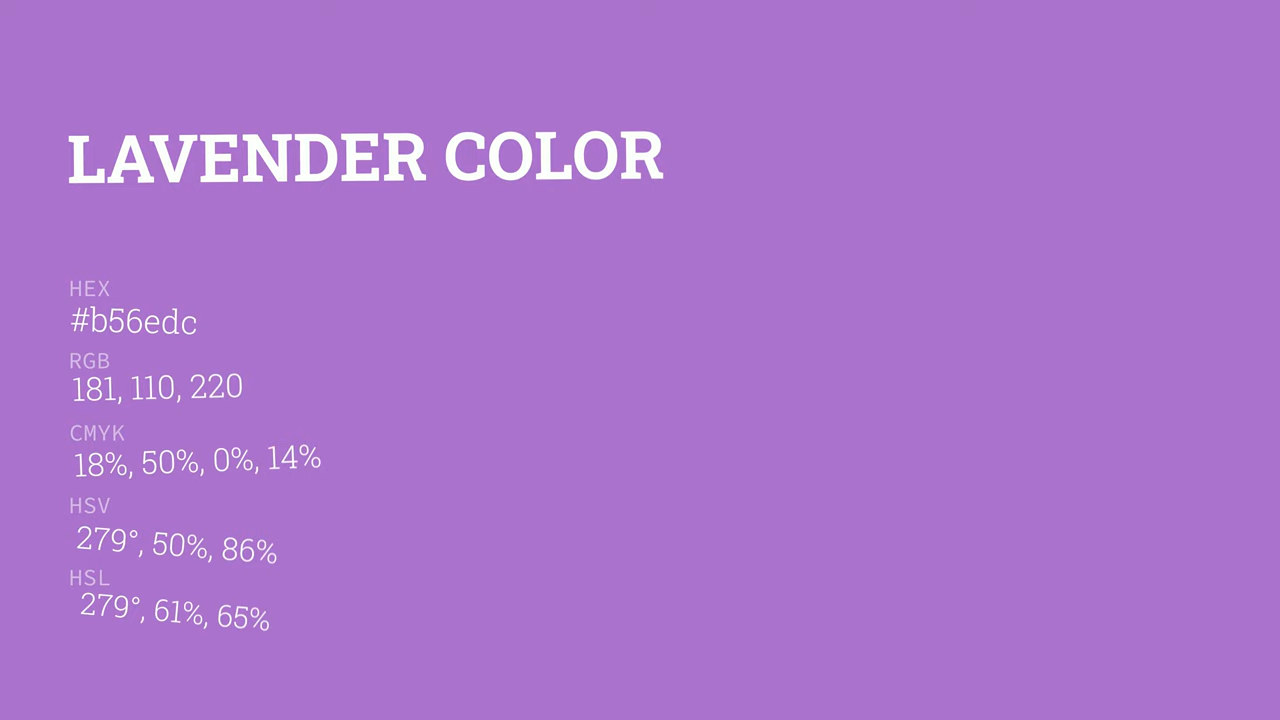 LAVENDER COLOR
HEX
#b56edc
RGB
181, 110, 220
CMYK
18%, 50%, 0%, 14%
HSV
279°, 50%, 86%
HSL
279°, 61%, 65%